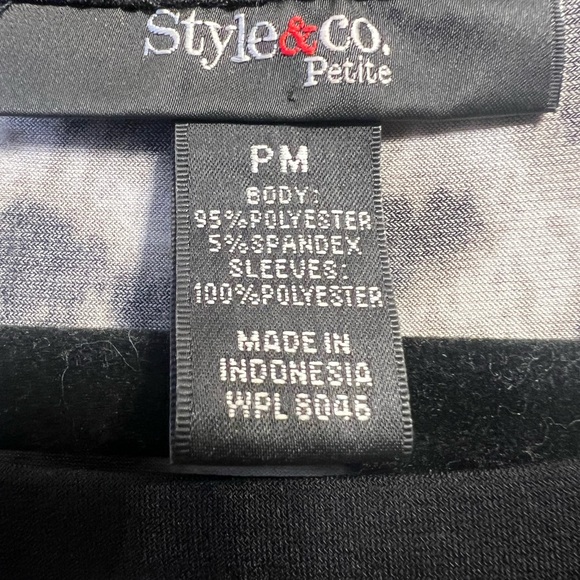 Style&co.
Petite
PM
BODY:
95%POLYESTER
5%SPANDEX
SLEEVES:
100%POLYESTER
MADE IN
INDONESIA
WPL 8046